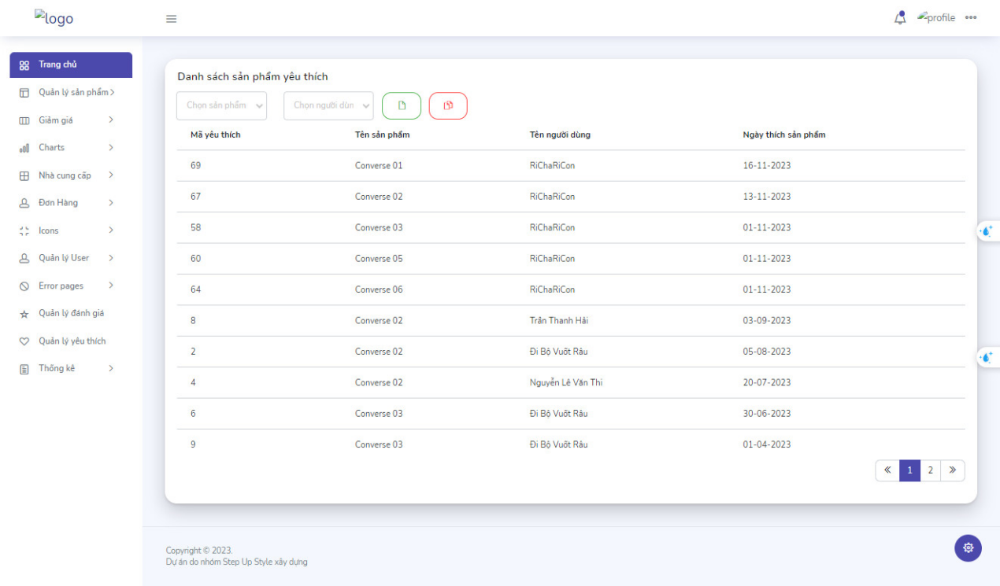 logo
profile
Trang chủ
Quản lý sản phẩm
Giảm giá
Charts
Nhà cung cấp
Đơn Hàng
Icons
Quản lý User
Error pages
Quản lý đánh giá
Quản lý yêu thích
Thống kê
Danh sách sản phẩm yêu thích
Chọn sản phẩm Chọn người dùn
Mã yêu thích Tên sản phẩm Tên người dùng Ngày thích sản phẩm
69 Converse 01 RiChaRiCon 16-11-2023
67 Converse 02 RiChaRiCon 13-11-2023
58 Converse 03 RiChaRiCon 01-11-2023
60 Converse 05 RiChaRiCon 01-11-2023
64 Converse 06 RiChaRiCon 01-11-2023
8 Converse 02 Trần Thanh Hải 03-09-2023
2 Converse 02 Đi Bộ Vuốt Râu 05-08-2023
4 Converse 02 Nguyễn Lê Văn Thi 20-07-2023
6 Converse 03 Đi Bộ Vuốt Râu 30-06-2023
9 Converse 03 Đi Bộ Vuốt Râu 01-04-2023
« 1 2 »
Copyright © 2023.
Dự án do nhóm Step Up Style xây dựng